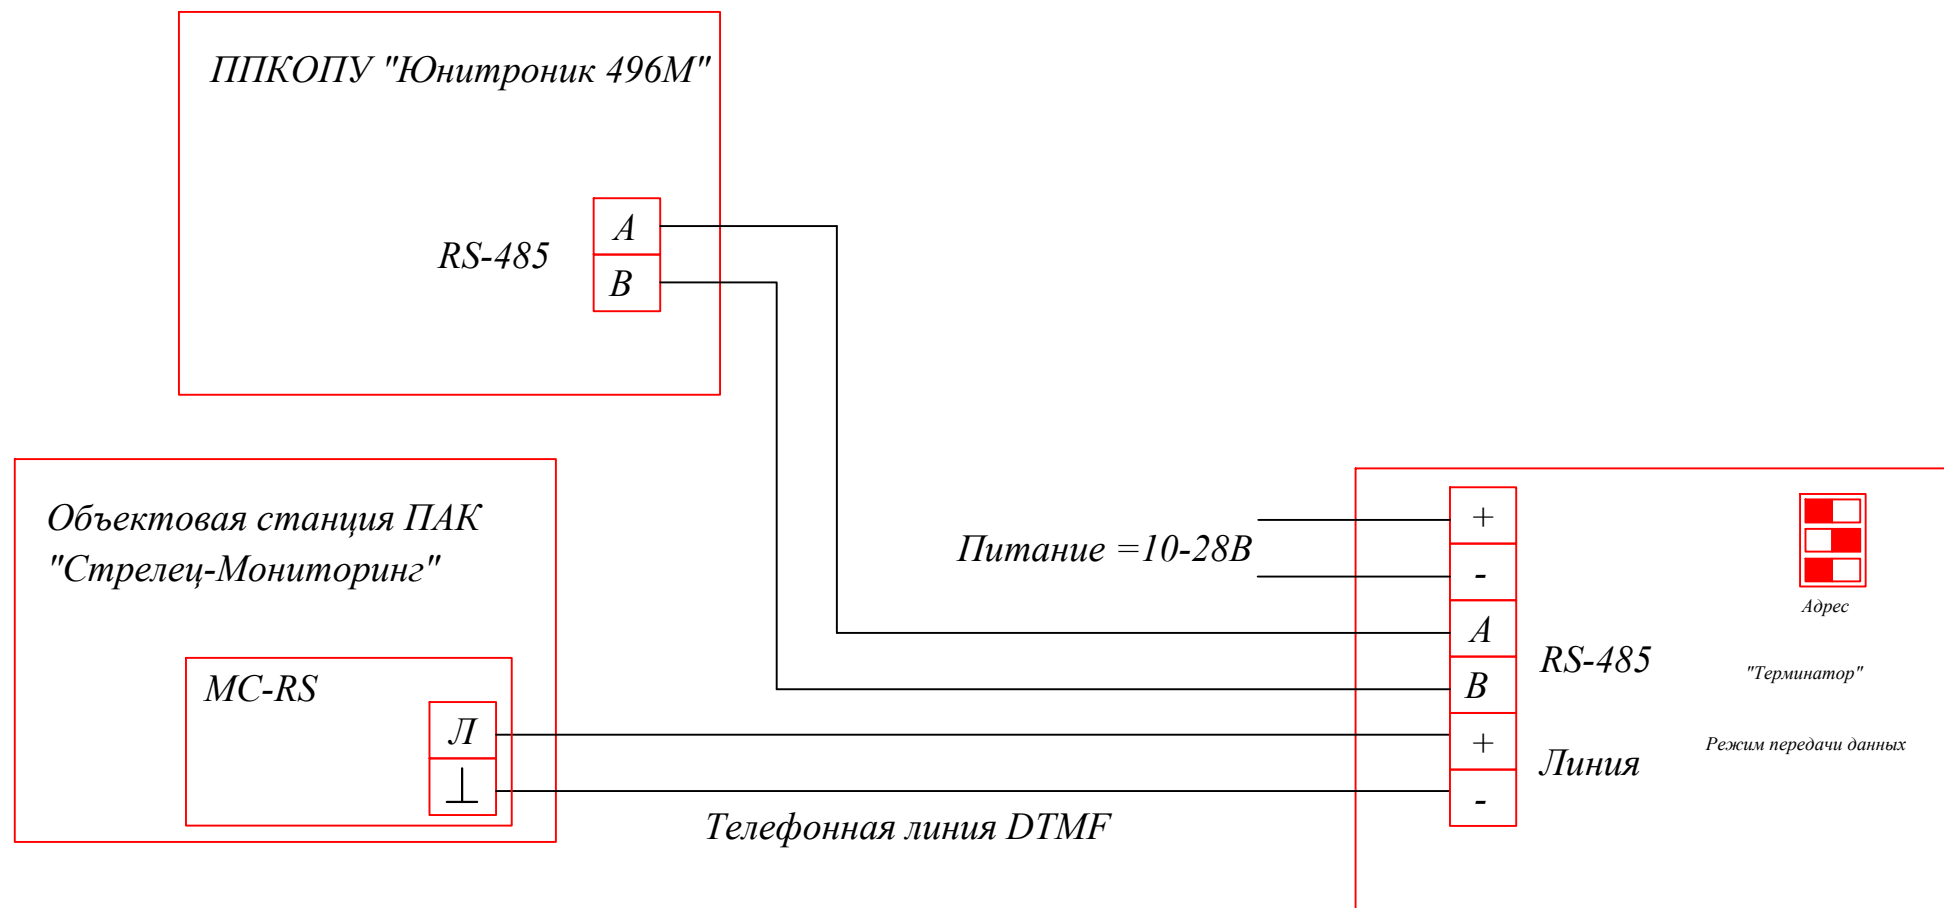 ППКОПУ "Юнитроник 496М"
RS-485
A
B
Объектовая станция ПАК
"Стрелец-Мониторинг"
MC-RS
Л
⊥
Телефонная линия DTMF
Питание =10-28В
+
-
A
B
+
-
RS-485
Линия
Адрес
"Терминатор"
Режим передачи данных